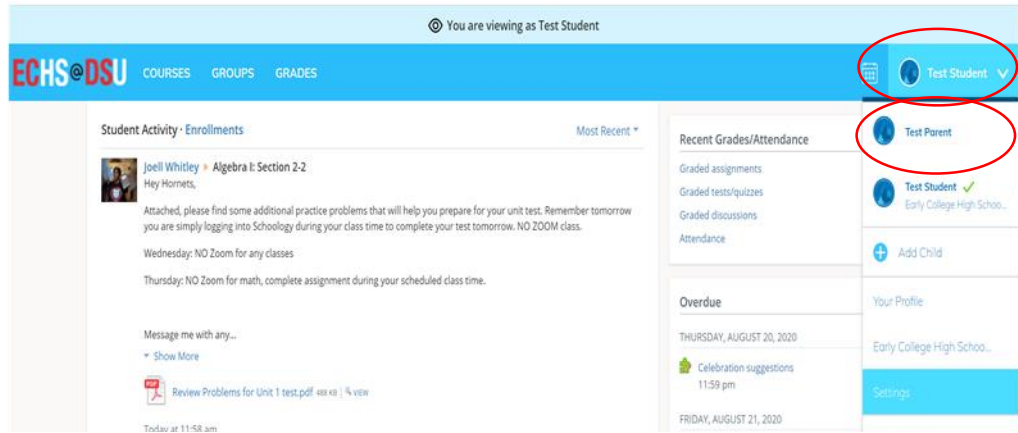 You are viewing as Test Student
ECHS@DSU COURSES GROUPS GRADES
Test Student
Student Activity · Enrollments
Most Recent
Joell Whitley Algebra I: Section 2-2
Hey Hornets,
Attached, please find some additional practice problems that will help you prepare for your unit test. Remember tomorrow
you are simply logging into Schoology during your class time to complete your test tomorrow. NO ZOOM class.
Wednesday: NO Zoom for any classes
Thursday: NO Zoom for math, complete assignment during your scheduled class time.
Message me with any...
Show More
PDF
Review Problems for Unit 1 test.pdf 488 KB | VIEW
Today at 11:58 am
Recent Grades/Attendance
Graded assignments
Graded tests/quizzes
Graded discussions
Attendance
Overdue
THURSDAY, AUGUST 20, 2020
Celebration suggestions
11:59 pm
FRIDAY, AUGUST 21, 2020
Test Parent
Test Student
Early College High Schoo...
Add Child
Your Profile
Early College High Schoo...
Settings